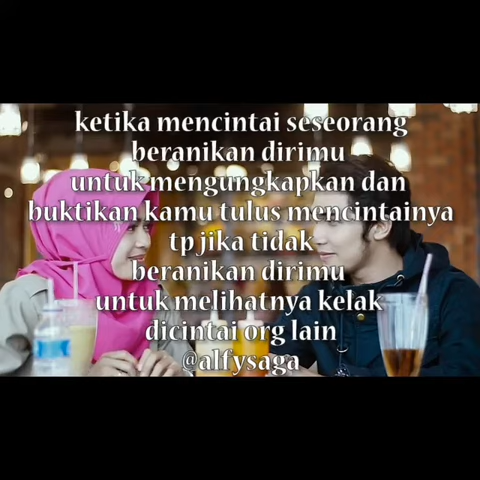 ketika mencintai seseorang
beranikan dirimu
untuk mengungkapkan dan
buktikan kamu tulus mencintainya
tp jika tidak
beranikan dirimu
untuk melihatnya kelak
dicintai org lain
@alfysaga